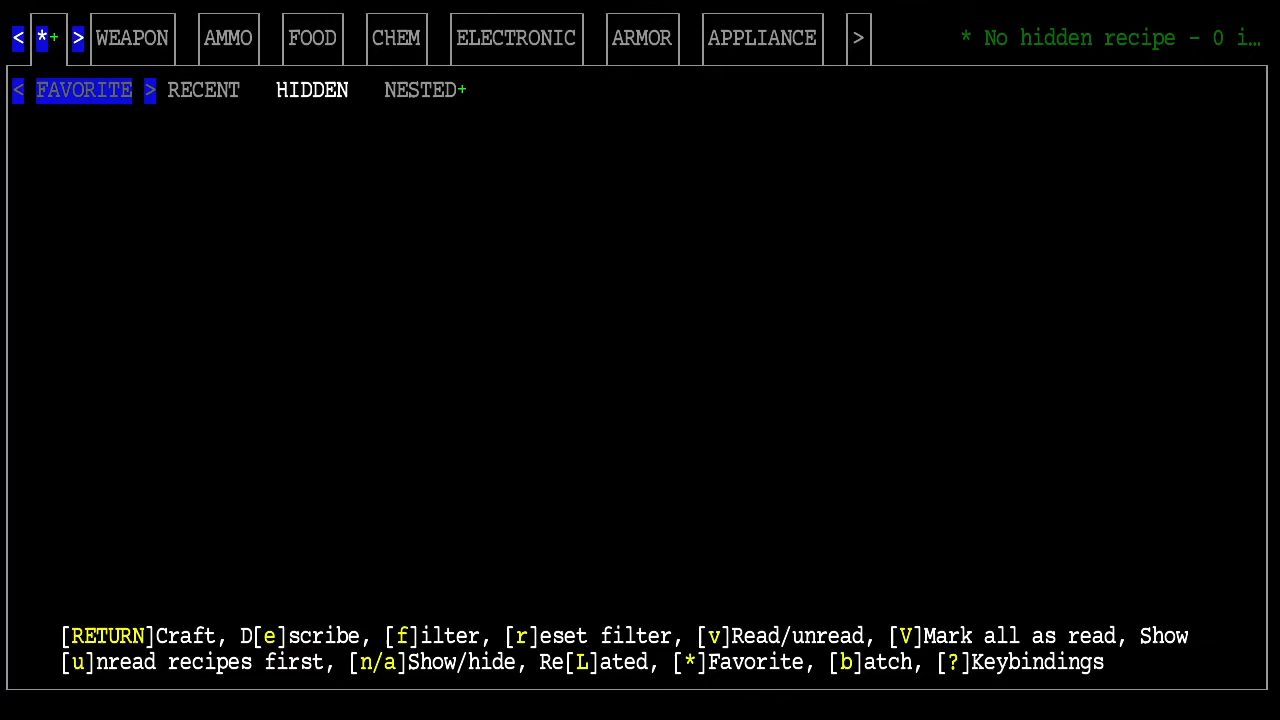 < *+ > WEAPON AMMO FOOD CHEM ELECTRONIC ARMOR APPLIANCE > * No hidden recipe - 0 i…
< FAVORITE > RECENT HIDDEN NESTED+
[RETURN]Craft, D[e]scribe, [f]ilter, [r]eset filter, [v]Read/unread, [V]Mark all as read, Show
[u]nread recipes first, [n/a]Show/hide, Re[L]ated, [*]Favorite, [b]atch, [?]Keybindings